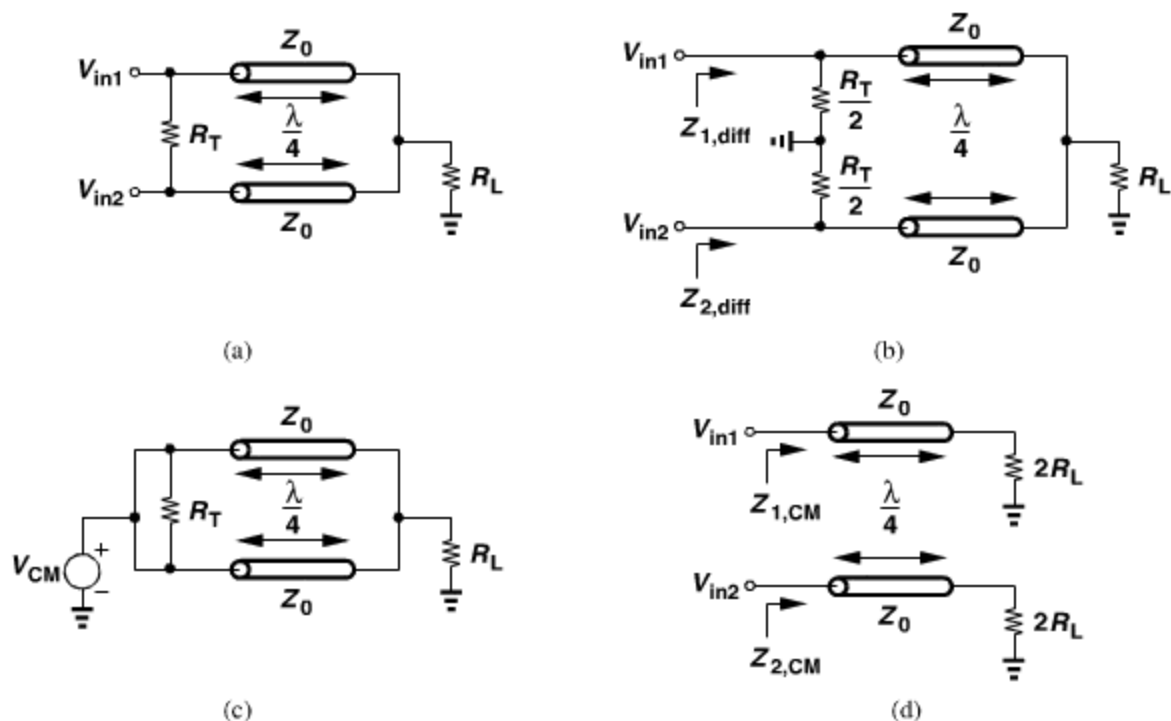 Z0
Vin1
λ/4
RT
RL
Vin2
Z0
(a)
Z0
Vin1
RT/2
Z1,diff
λ/4
RT/2
RL
Vin2
Z0
Z2,diff
(b)
Z0
λ/4
RT
RL
VCM
+
−
Z0
(c)
Z0
Vin1
2RL
Z1,CM
λ/4
Vin2
Z0
2RL
Z2,CM
(d)